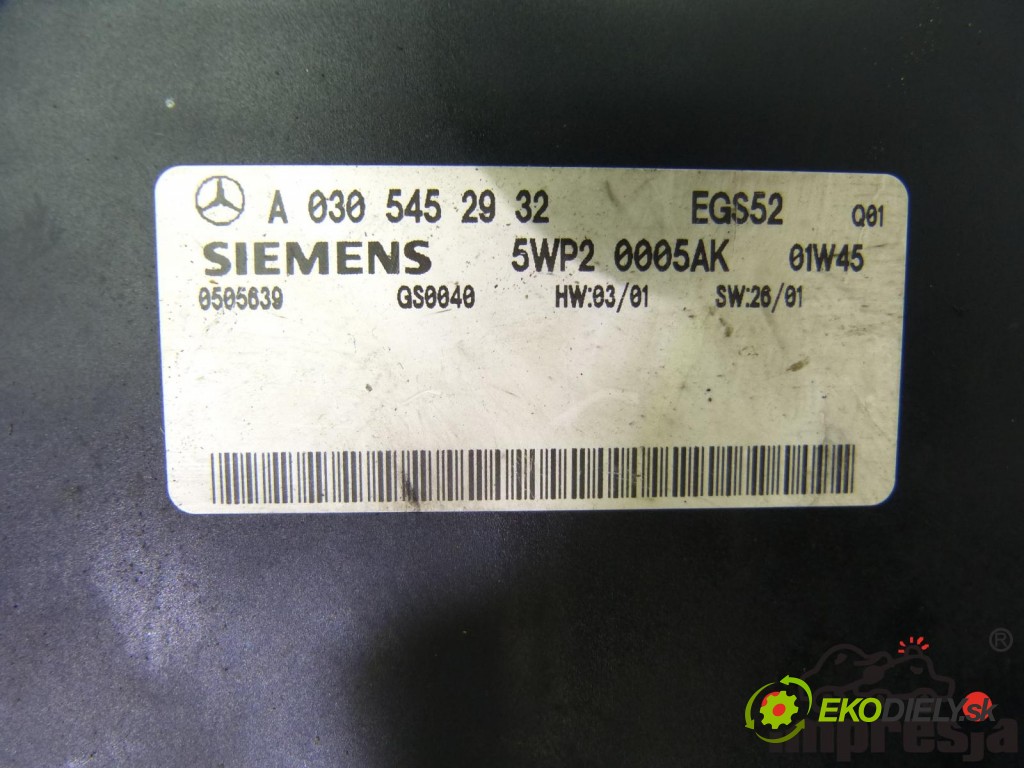 A 030 545 29 32 EGS52 Q01
SIEMENS 5WP2 0005AK 01W45
0505639 GS0040 HW:03/01 SW:26/01
®
EKODIELY.sk
impresja